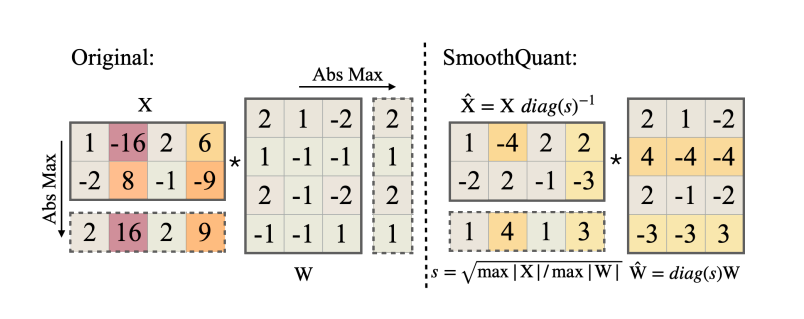 Original:
SmoothQuant:
Abs Max
X
X̂ = X diag(s)⁻¹
Abs Max
1 -16 2 6
-2 8 -1 -9
2 16 2 9
*
2 1 -2
1 -1 -1
2 -1 -2
-1 -1 1
2
1
2
1
W
1 -4 2 2
-2 2 -1 -3
1 4 1 3
*
2 1 -2
4 -4 -4
2 -1 -2
-3 -3 3
s = √max |X| / max |W|
Ŵ = diag(s)W